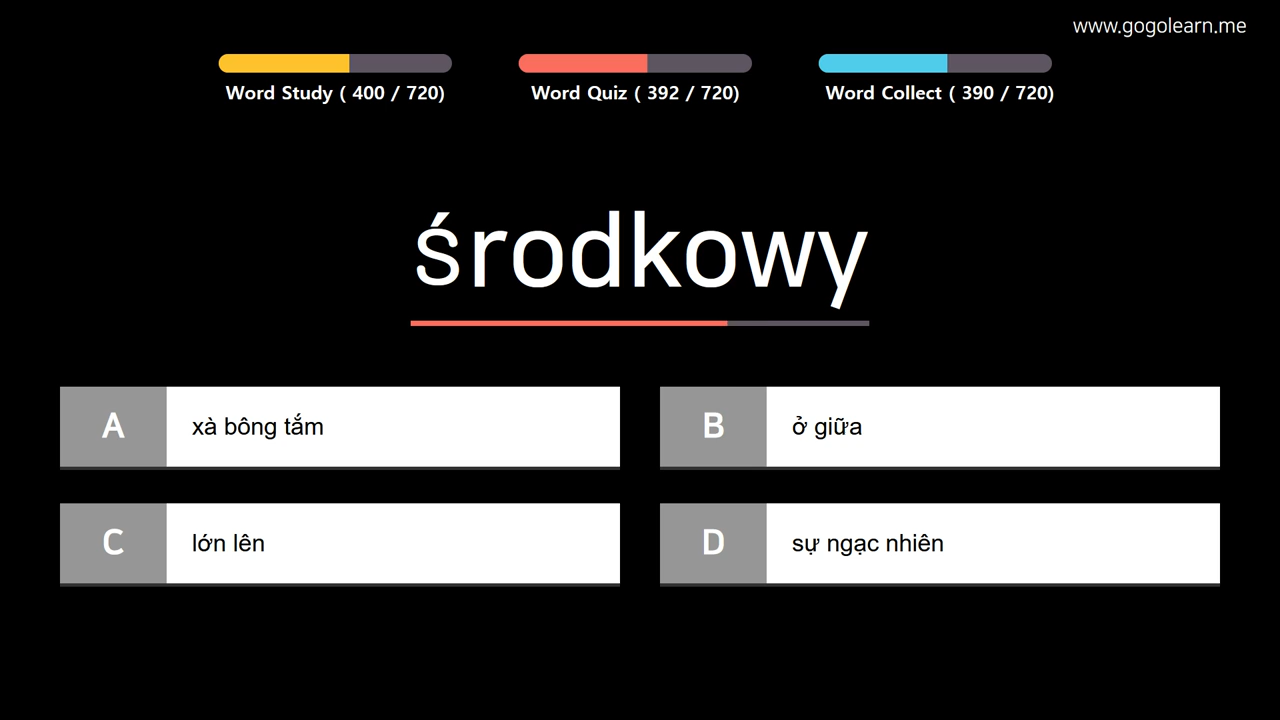 www.gogolearn.me
Word Study ( 400 / 720)
Word Quiz ( 392 / 720)
Word Collect ( 390 / 720)
środkowy
A xà bông tắm
B ở giữa
C lớn lên
D sự ngạc nhiên